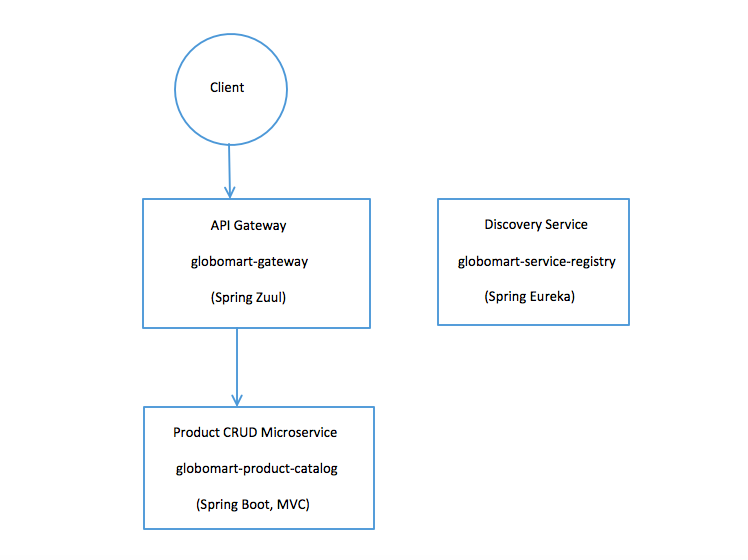 Client
API Gateway
globomart-gateway
(Spring Zuul)
Discovery Service
globomart-service-registry
(Spring Eureka)
Product CRUD Microservice
globomart-product-catalog
(Spring Boot, MVC)